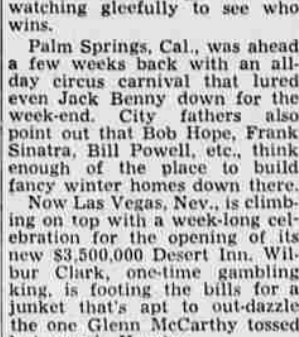 watching gleefully to see who
wins.
Palm Springs, Cal., was ahead
a few weeks back with an all-
day circus carnival that lured
even Jack Benny down for the
week-end. City fathers also
point out that Bob Hope, Frank
Sinatra, Bill Powell, etc., think
enough of the place to build
fancy winter homes down there.
Now Las Vegas, Nev., is climb-
ing on top with a week-long cel-
ebration for the opening of its
new $3,500,000 Desert Inn. Wil-
bur Clark, one-time gambling
king, is footing the bills for a
junket that's apt to out-dazzle
the one Glenn McCarthy tossed